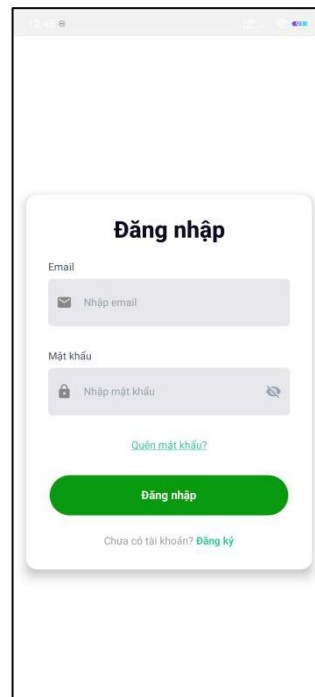 Đăng nhập
Email
Nhập email
Mật khẩu
Nhập mật khẩu
Quên mật khẩu?
Đăng nhập
Chưa có tài khoản? Đăng ký